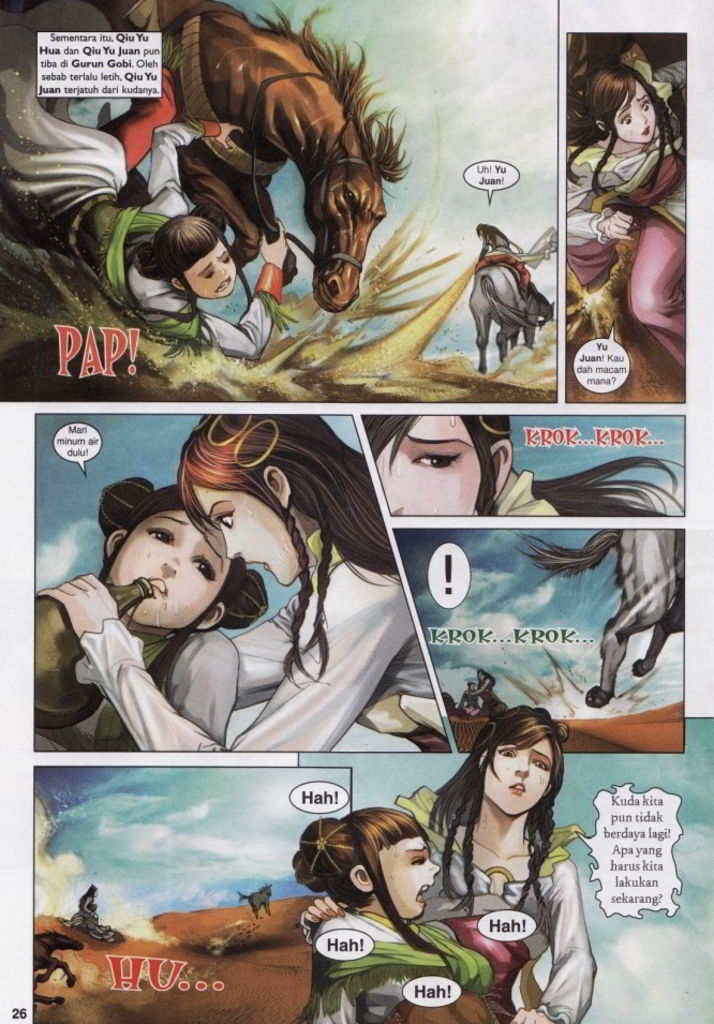 Sementara itu, Qiu Yu
Hua dan Qiu Yu Juan pun
tiba di Gurun Gobi. Oleh
sebab terlalu letih, Qiu Yu
Juan terjatuh dari kudanya.
Uh! Yu
Juan!
PAP!
Yu
Juan! Kau
dah macam
mana?
Mari
minum air
dulu!
KROK...KROK...
!
KROK...KROK...
HU...
Hah!
Hah!
Hah!
Hah!
Kuda kita
pun tidak
berdaya lagi!
Apa yang
harus kita
lakukan
sekarang?
26